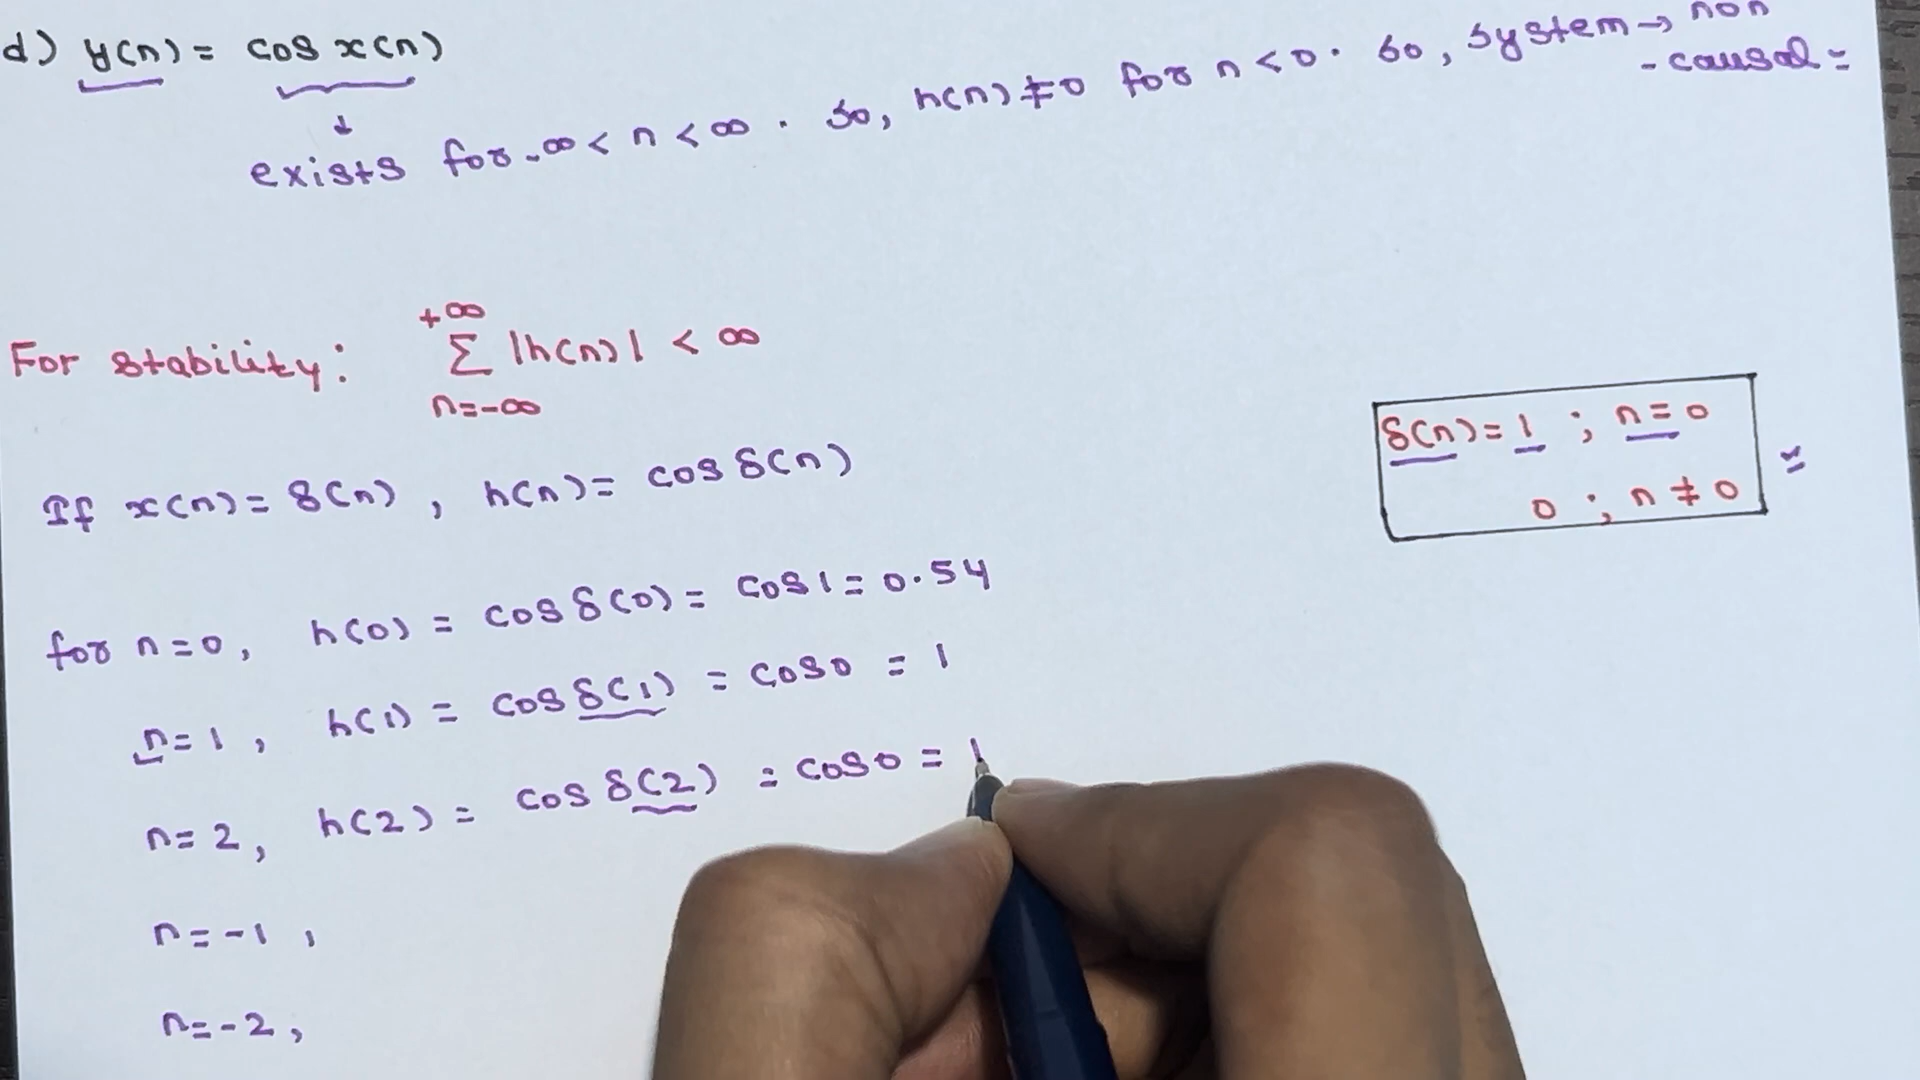 d) y(n) = cos x(n)
↓
exists for -∞ < n < ∞ . So, h(n) ≠ 0 for n < 0 . So, system → non
- causal =
For stability : +∞ Σ n=-∞ |h(n)| < ∞
If x(n) = δ(n) , h(n) = cos δ(n)
δ(n) = 1 ; n = 0
0 ; n ≠ 0
for n = 0 , h(0) = cos δ(0) = cos 1 = 0.54
n = 1 , h(1) = cos δ(1) = cos 0 = 1
n = 2 , h(2) = cos δ(2) = cos 0 = 1
n = -1 ,
n = -2 ,